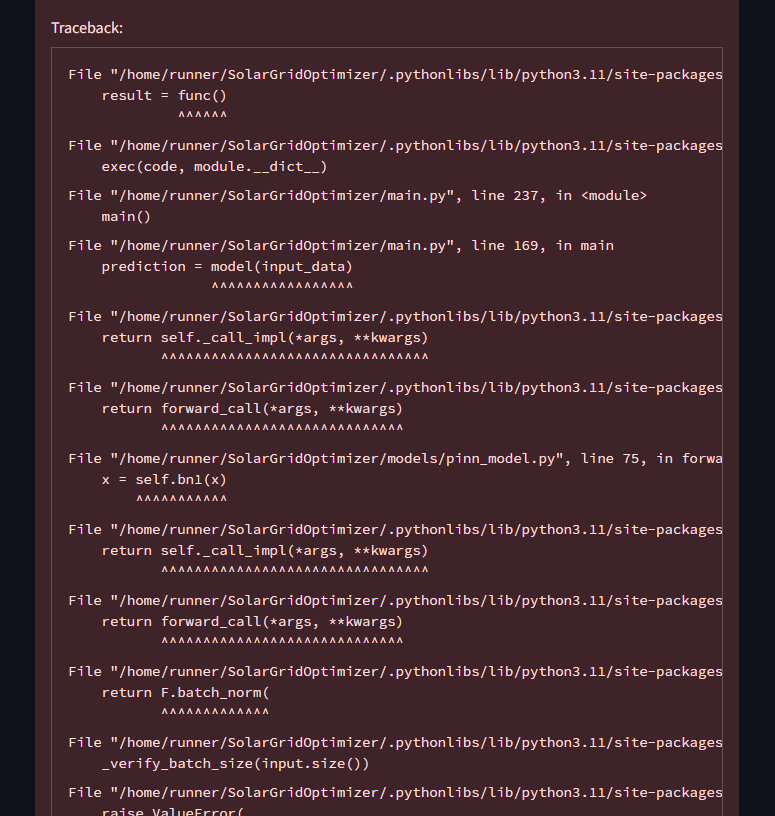 Traceback:
File "/home/runner/SolarGridOptimizer/.pythonlibs/lib/python3.11/site-packages
result = func()
^^^^^^
File "/home/runner/SolarGridOptimizer/.pythonlibs/lib/python3.11/site-packages
exec(code, module.__dict__)
File "/home/runner/SolarGridOptimizer/main.py", line 237, in <module>
main()
File "/home/runner/SolarGridOptimizer/main.py", line 169, in main
prediction = model(input_data)
^^^^^^^^^^^^^^^^^
File "/home/runner/SolarGridOptimizer/.pythonlibs/lib/python3.11/site-packages
return self._call_impl(*args, **kwargs)
^^^^^^^^^^^^^^^^^^^^^^^^^^^^^^^^
File "/home/runner/SolarGridOptimizer/.pythonlibs/lib/python3.11/site-packages
return forward_call(*args, **kwargs)
^^^^^^^^^^^^^^^^^^^^^^^^^^^^^
File "/home/runner/SolarGridOptimizer/models/pinn_model.py", line 75, in forwa
x = self.bn1(x)
^^^^^^^^^^^
File "/home/runner/SolarGridOptimizer/.pythonlibs/lib/python3.11/site-packages
return self._call_impl(*args, **kwargs)
^^^^^^^^^^^^^^^^^^^^^^^^^^^^^^^^
File "/home/runner/SolarGridOptimizer/.pythonlibs/lib/python3.11/site-packages
return forward_call(*args, **kwargs)
^^^^^^^^^^^^^^^^^^^^^^^^^^^^^
File "/home/runner/SolarGridOptimizer/.pythonlibs/lib/python3.11/site-packages
return F.batch_norm(
^^^^^^^^^^^^^
File "/home/runner/SolarGridOptimizer/.pythonlibs/lib/python3.11/site-packages
_verify_batch_size(input.size())
File "/home/runner/SolarGridOptimizer/.pythonlibs/lib/python3.11/site-packages
raise ValueError(